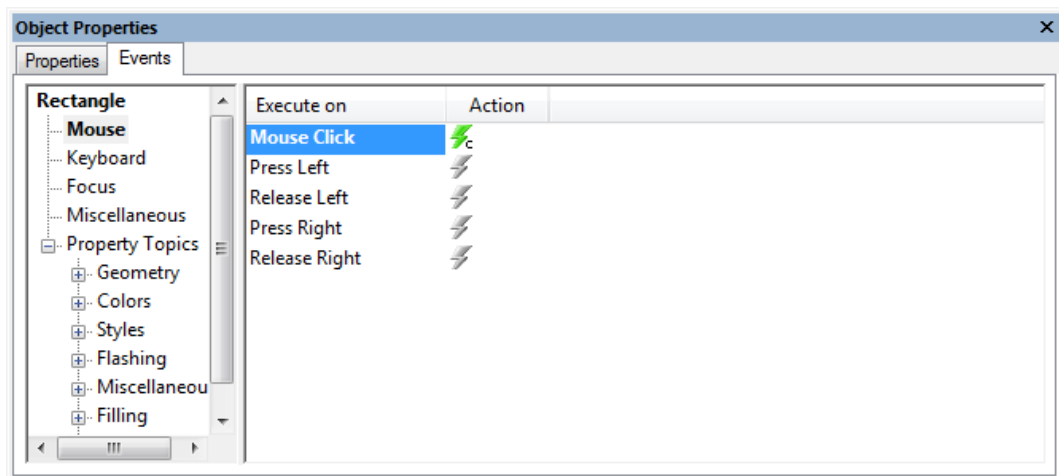 Object Properties
Properties Events
Rectangle
Mouse
Keyboard
Focus
Miscellaneous
Property Topics
Geometry
Colors
Styles
Flashing
Miscellaneou
Filling
Execute on Action
Mouse Click C
Press Left
Release Left
Press Right
Release Right